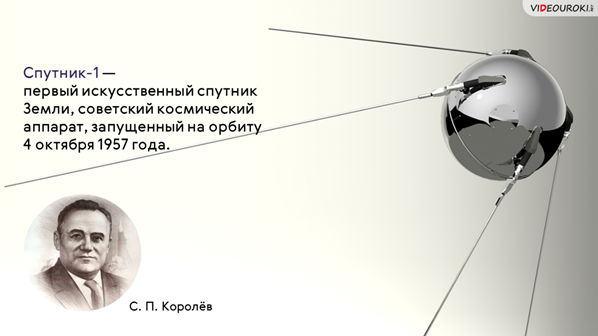 VIDEOUROKI
Спутник-1 —
первый искусственный спутник
Земли, советский космический
аппарат, запущенный на орбиту
4 октября 1957 года.
С. П. Королёв